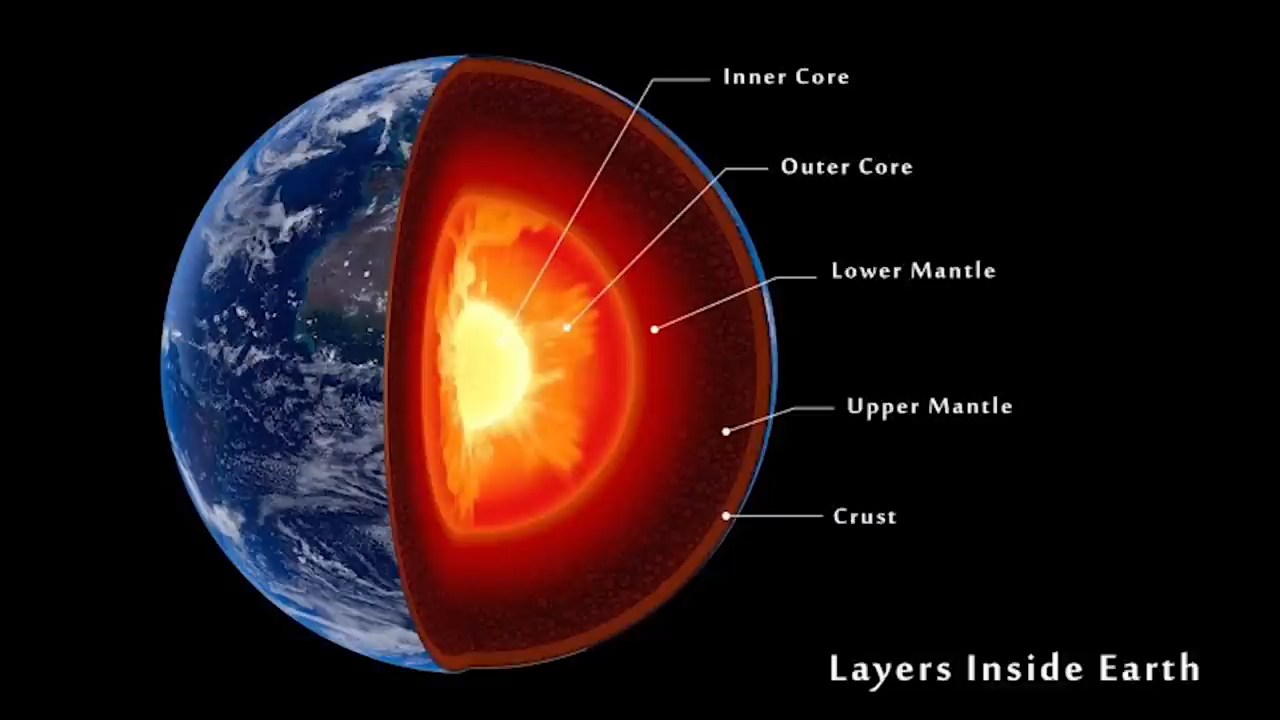 Inner Core
Outer Core
Lower Mantle
Upper Mantle
Crust
Layers Inside Earth